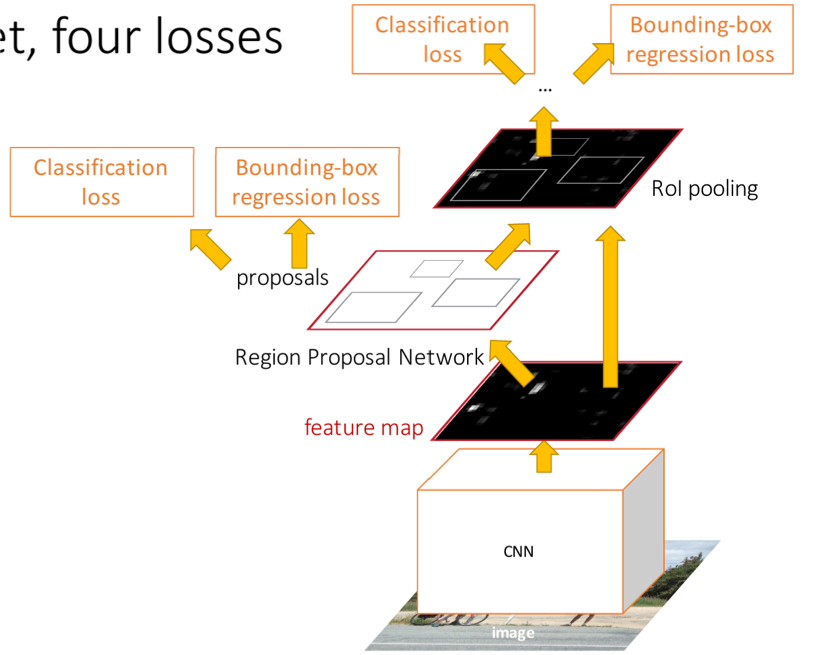 et, four losses
Classification
loss
Bounding-box
regression loss
...
Classification
loss
Bounding-box
regression loss
RoI pooling
proposals
Region Proposal Network
feature map
CNN
image